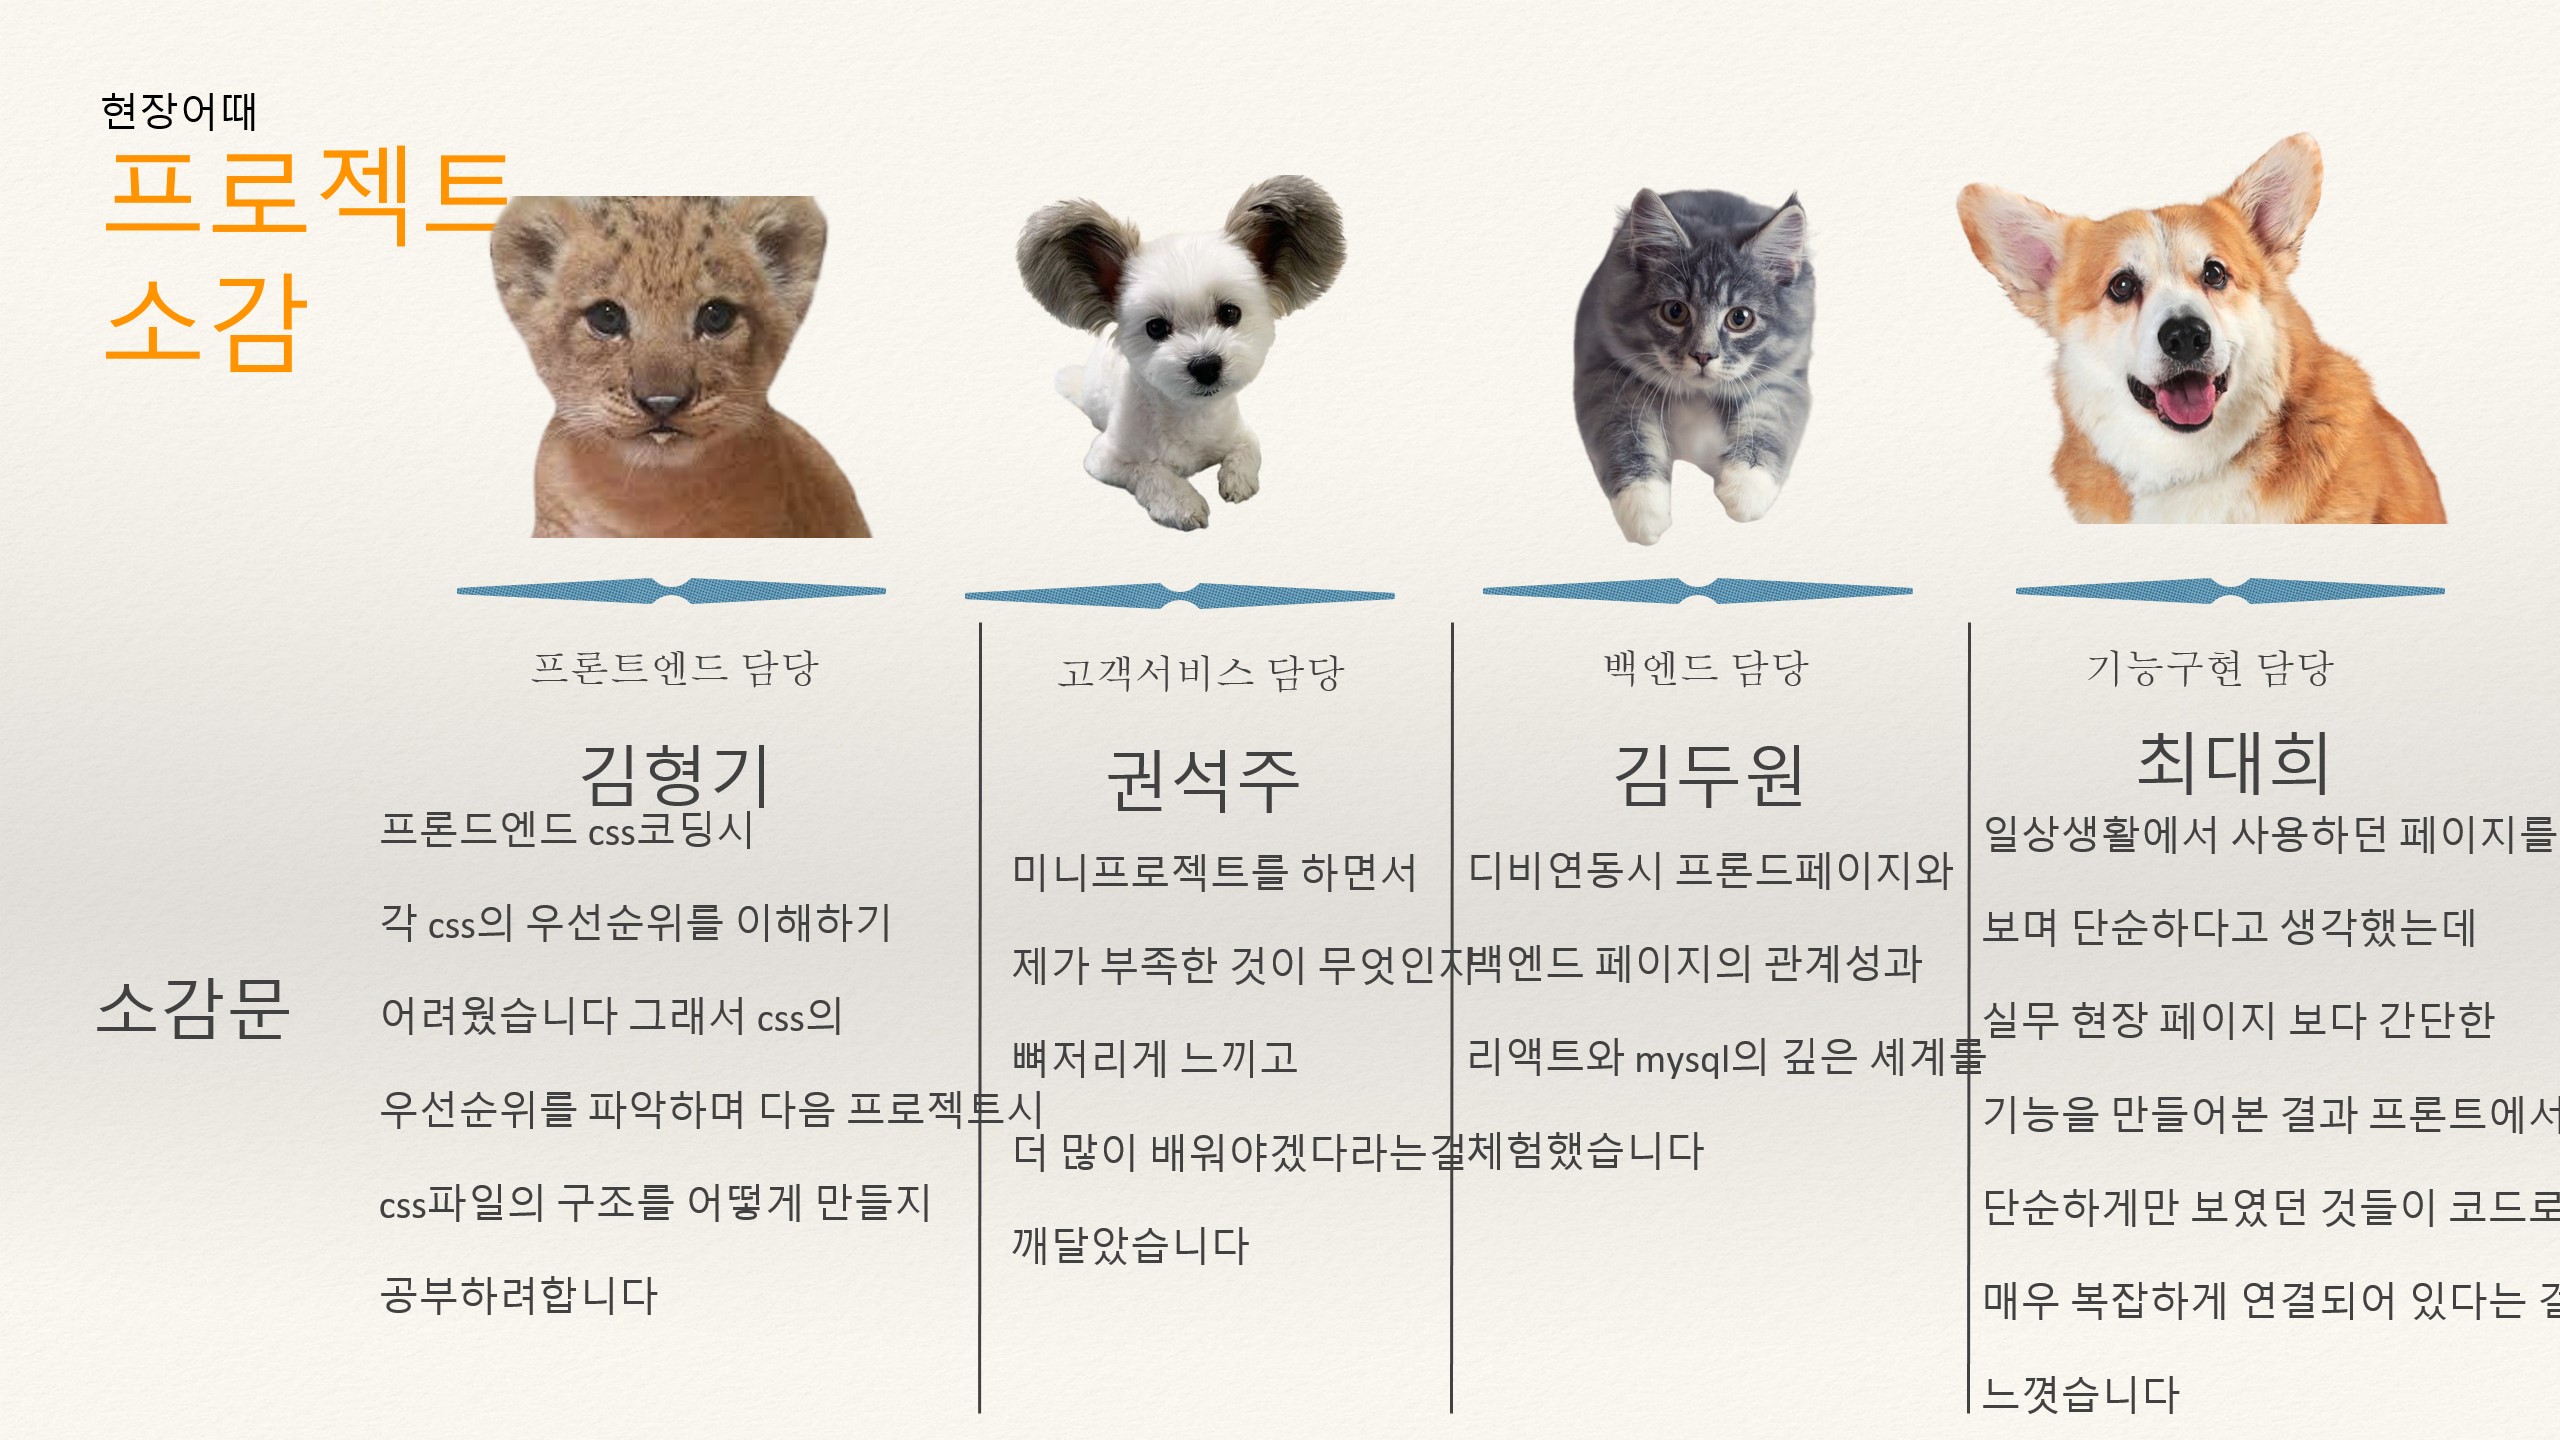 현장어때
프로젝트
소감
프론트엔드 담당
김형기
프론드엔드 css코딩시
각 css의 우선순위를 이해하기
어려웠습니다 그래서 css의
우선순위를 파악하며 다음 프로젝트시
css파일의 구조를 어떻게 만들지
공부하려합니다
고객서비스 담당
권석주
미니프로젝트를 하면서
제가 부족한 것이 무엇인지
뼈저리게 느끼고
더 많이 배워야겠다라는걸
깨달았습니다
백엔드 담당
김두원
디비연동시 프론드페이지와
백엔드 페이지의 관계성과
리액트와 mysql의 깊은 셰계를
체험했습니다
기능구현 담당
최대희
일상생활에서 사용하던 페이지를
보며 단순하다고 생각했는데
실무 현장 페이지 보다 간단한
기능을 만들어본 결과 프론트에서
단순하게만 보였던 것들이 코드로
매우 복잡하게 연결되어 있다는
느꼇습니다
소감문